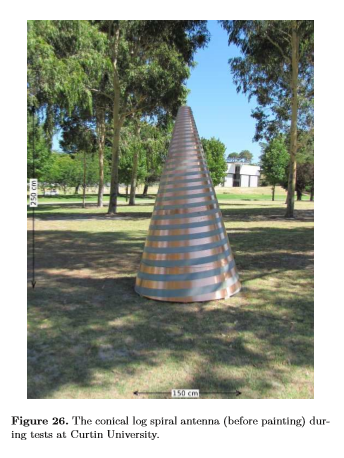 250 cm
150 cm
Figure 26. The conical log spiral antenna (before painting) dur-
ing tests at Curtin University.